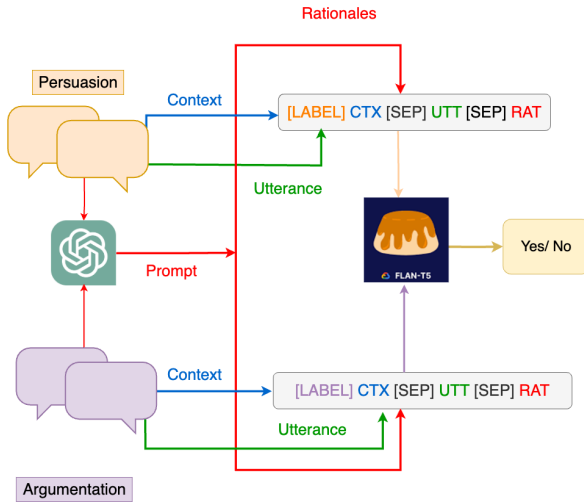 Rationales
Persuasion
Context
[LABEL] CTX [SEP] UTT [SEP] RAT
Utterance
Prompt
FLAN-T5
Yes/ No
Context
[LABEL] CTX [SEP] UTT [SEP] RAT
Utterance
Argumentation